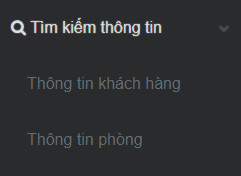 Tìm kiếm thông tin
Thông tin khách hàng
Thông tin phòng